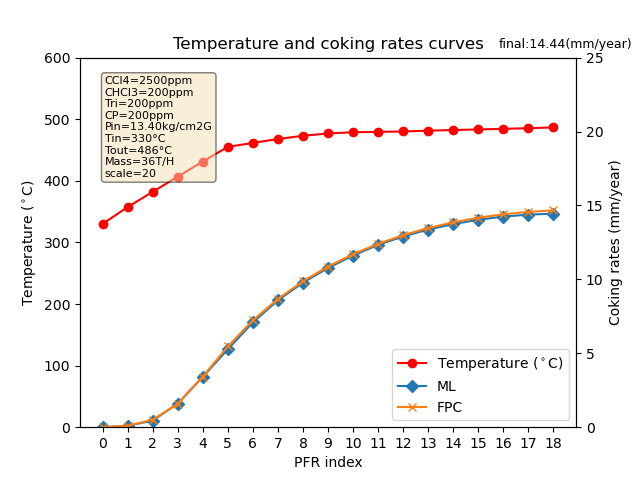 Temperature and coking rates curves
final:14.44(mm/year)
CCl4=2500ppm
CHCl3=200ppm
Tri=200ppm
CP=200ppm
Pin=13.40kg/cm2G
Tin=330°C
Tout=486°C
Mass=36T/H
scale=20
600
500
400
300
200
100
0
Temperature (°C)
25
20
15
10
5
0
Coking rates (mm/year)
Temperature (°C)
ML
FPC
0 1 2 3 4 5 6 7 8 9 10 11 12 13 14 15 16 17 18
PFR index